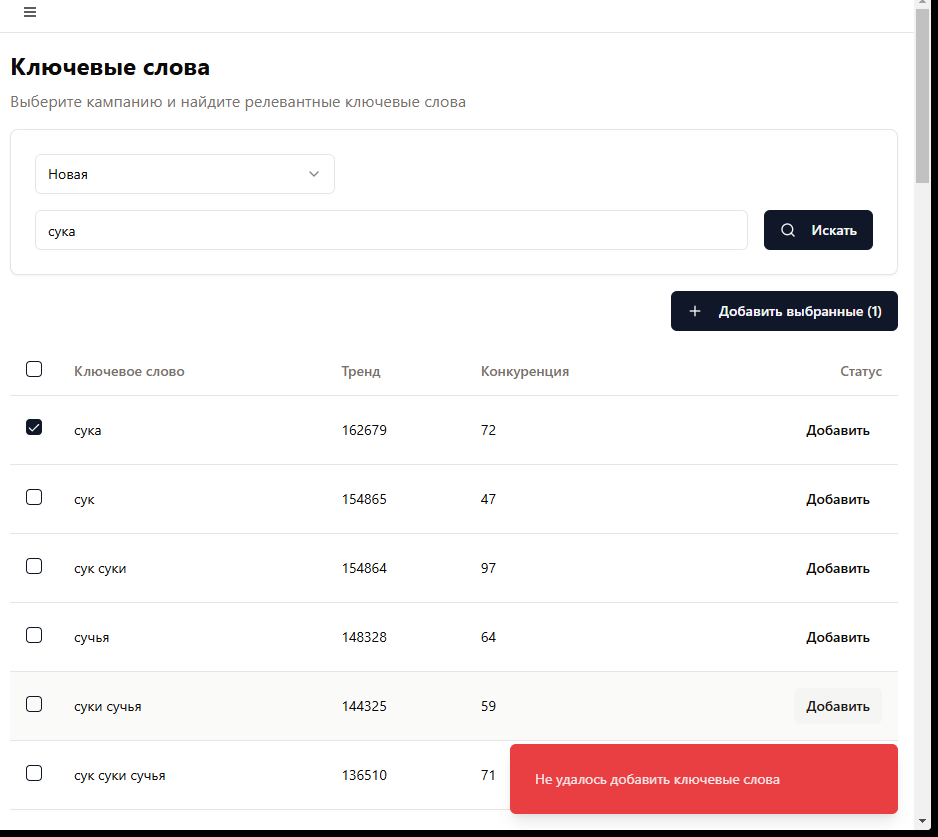 Ключевые слова
Выберите кампанию и найдите релевантные ключевые слова
Новая
сука
Искать
Добавить выбранные (1)
Ключевое слово Тренд Конкуренция Статус
сука 162679 72 Добавить
сук 154865 47 Добавить
сук суки 154864 97 Добавить
сучья 148328 64 Добавить
суки сучья 144325 59 Добавить
сук суки сучья 136510 71
Не удалось добавить ключевые слова